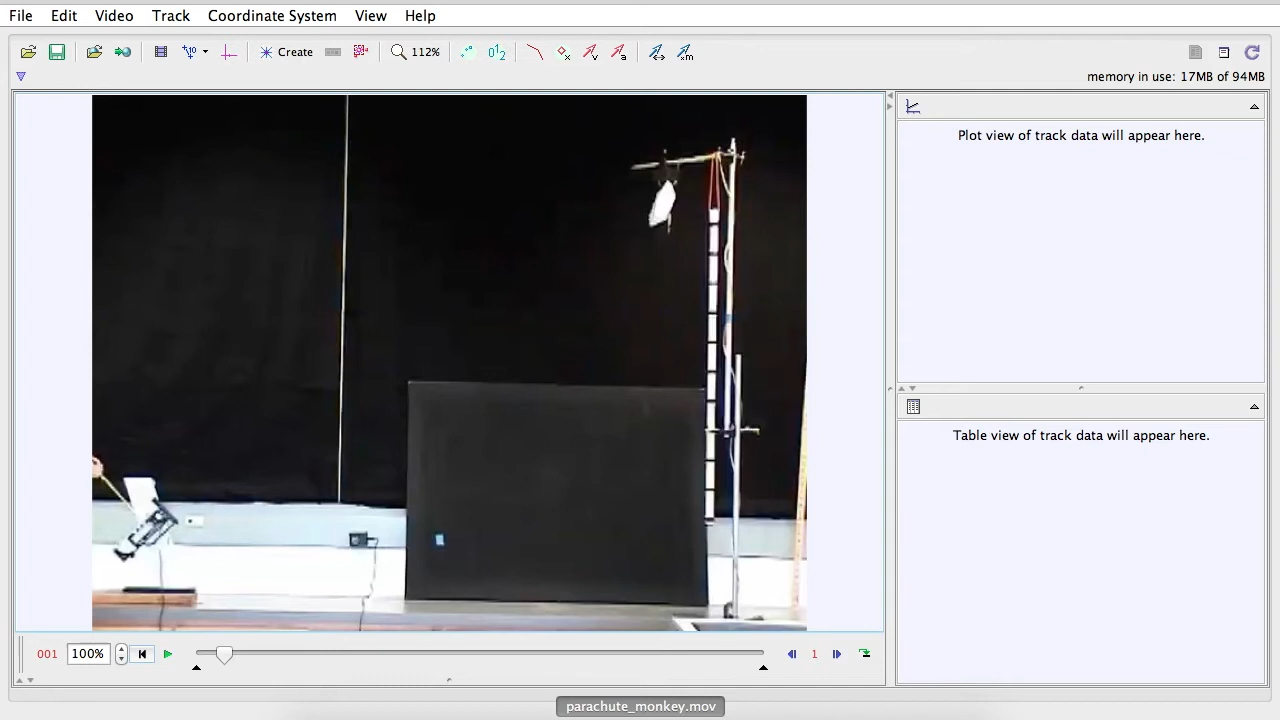 File Edit Video Track Coordinate System View Help
Create 112%
memory in use: 17MB of 94MB
Plot view of track data will appear here.
Table view of track data will appear here.
001 100% 1
parachute_monkey.mov